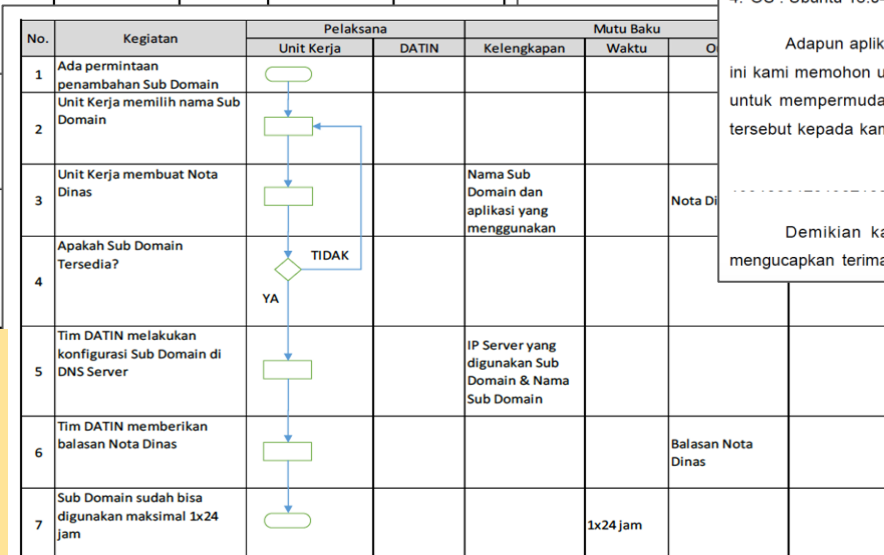 Pelaksana
Mutu Baku
No.
Kegiatan
Unit Kerja
DATIN
Kelengkapan
Waktu
1
Ada permintaan
penambahan Sub Domain
2
Unit Kerja memilih nama Sub
Domain
3
Unit Kerja membuat Nota
Dinas
Nama Sub
Domain dan
aplikasi yang
menggunakan
Nota Di
4
Apakah Sub Domain
Tersedia?
TIDAK
YA
5
Tim DATIN melakukan
konfigurasi Sub Domain di
DNS Server
IP Server yang
digunakan Sub
Domain & Nama
Sub Domain
6
Tim DATIN memberikan
balasan Nota Dinas
Balasan Nota
Dinas
7
Sub Domain sudah bisa
digunakan maksimal 1x24
jam
1x24 jam
Adapun aplik
ini kami memohon u
untuk mempermuda
tersebut kepada kam
Demikian ka
mengucapkan terima